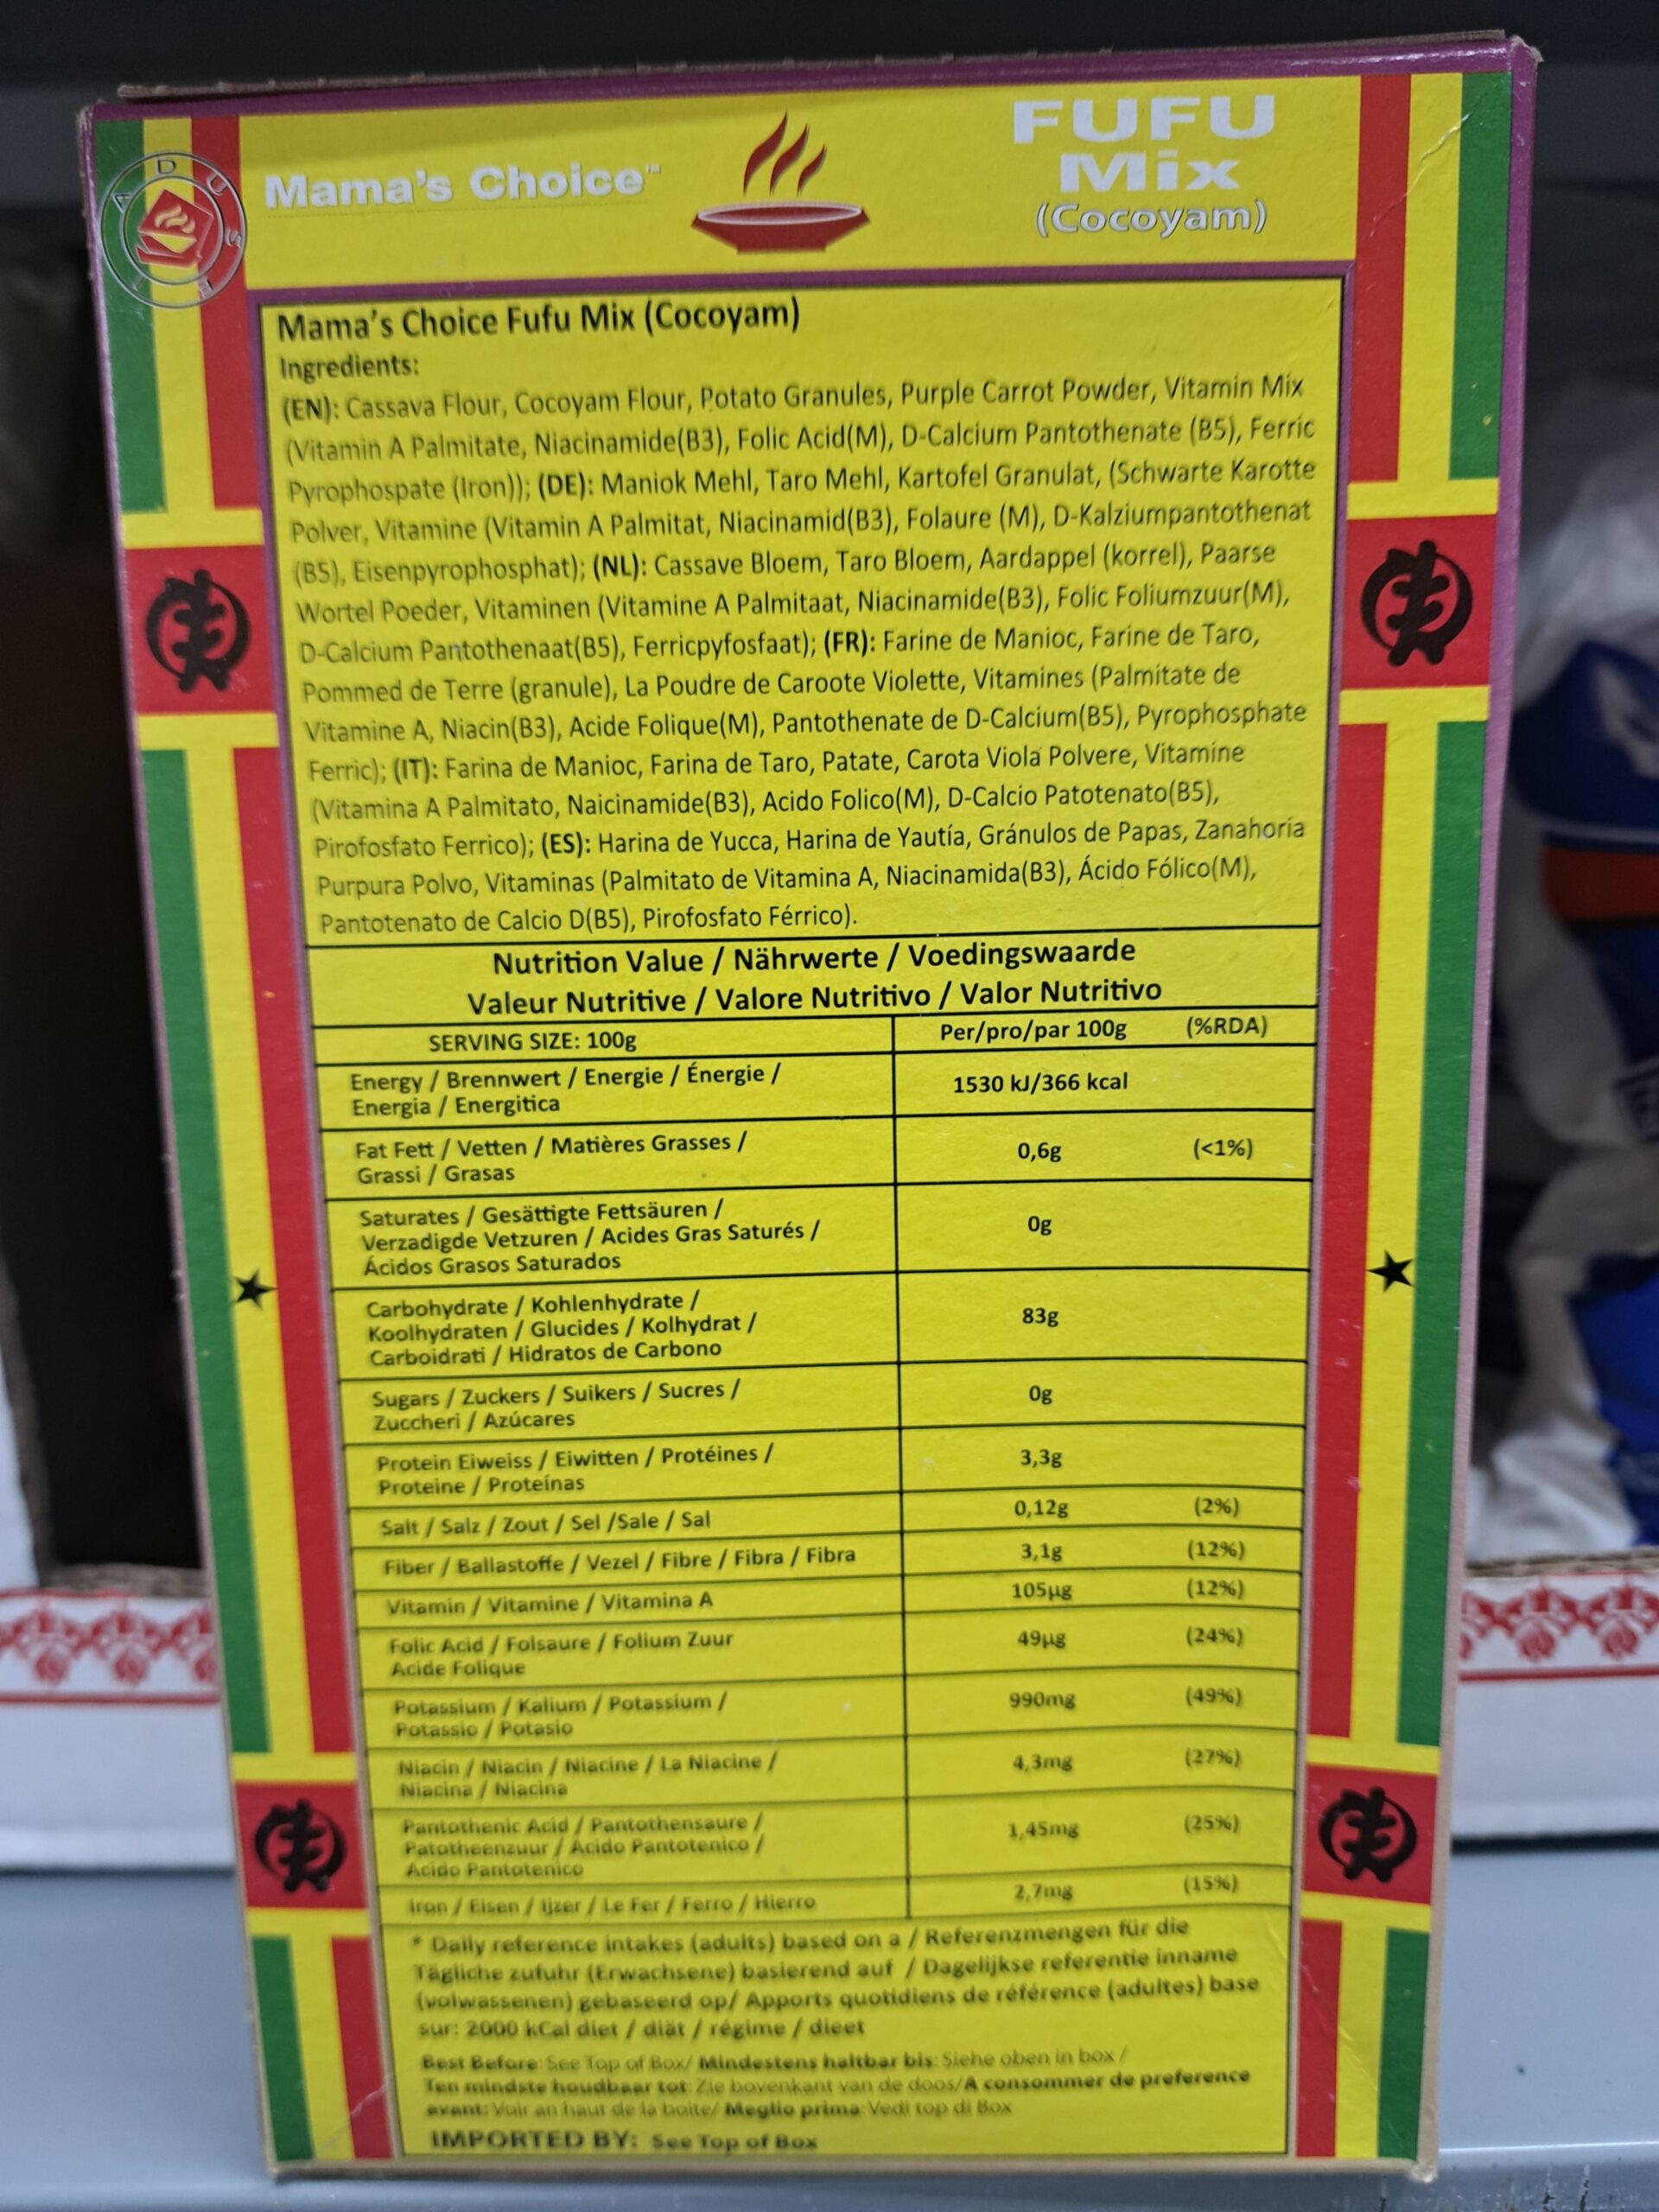 ADUSEI
Mama's Choice™
FUFU
Mix
(Cocoyam)
Mama's Choice Fufu Mix (Cocoyam)
Ingredients:
(EN): Cassava Flour, Cocoyam Flour, Potato Granules, Purple Carrot Powder, Vitamin Mix
(Vitamin A Palmitate, Niacinamide(B3), Folic Acid(M), D-Calcium Pantothenate (B5), Ferric
Pyrophospate (Iron)); (DE): Maniok Mehl, Taro Mehl, Kartofel Granulat, (Schwarte Karotte
Polver, Vitamine (Vitamin A Palmitat, Niacinamid(B3), Folaure (M), D-Kalziumpantothenat
(B5), Eisenpyrophosphat); (NL): Cassave Bloem, Taro Bloem, Aardappel (korrel), Paarse
Wortel Poeder, Vitaminen (Vitamine A Palmitaat, Niacinamide(B3), Folic Foliumzuur(M),
D-Calcium Pantothenaat(B5), Ferricpyfosfaat); (FR): Farine de Manioc, Farine de Taro,
Pommed de Terre (granule), La Poudre de Caroote Violette, Vitamines (Palmitate de
Vitamine A, Niacin(B3), Acide Folique(M), Pantothenate de D-Calcium(B5), Pyrophosphate
Ferric); (IT): Farina de Manioc, Farina de Taro, Patate, Carota Viola Polvere, Vitamine
(Vitamina A Palmitato, Naicinamide(B3), Acido Folico(M), D-Calcio Patotenato(B5),
Pirofosfato Ferrico); (ES): Harina de Yucca, Harina de Yautía, Gránulos de Papas, Zanahoria
Purpura Polvo, Vitaminas (Palmitato de Vitamina A, Niacinamida(B3), Ácido Fólico(M),
Pantotenato de Calcio D(B5), Pirofosfato Férrico).
Nutrition Value / Nährwerte / Voedingswaarde
Valeur Nutritive / Valore Nutritivo / Valor Nutritivo
SERVING SIZE: 100g Per/pro/par 100g (%RDA)
Energy / Brennwert / Energie / Énergie /
Energia / Energitica
1530 kJ/366 kcal
Fat Fett / Vetten / Matières Grasses /
Grassi / Grasas
0,6g (<1%)
Saturates / Gesättigte Fettsäuren /
Verzadigde Vetzuren / Acides Gras Saturés /
Ácidos Grasos Saturados
0g
Carbohydrate / Kohlenhydrate /
Koolhydraten / Glucides / Kolhydrat /
Carboidrati / Hidratos de Carbono
83g
Sugars / Zuckers / Suikers / Sucres /
Zuccheri / Azúcares
0g
Protein Eiweiss / Eiwitten / Protéines /
Proteine / Proteínas
3,3g
Salt / Salz / Zout / Sel /Sale / Sal 0,12g (2%)
Fiber / Ballastoffe / Vezel / Fibre / Fibra / Fibra 3,1g (12%)
Vitamin / Vitamine / Vitamina A 105µg (12%)
Folic Acid / Folsaure / Folium Zuur
Acide Folique
49µg (24%)
Potassium / Kalium / Potassium /
Potassio / Potasio
990mg (49%)
Niacin / Niacin / Niacine / La Niacine /
Niacina / Niacina
4,3mg (27%)
Pantothenic Acid / Pantothensaure /
Patotheenzuur / Acido Pantotenico /
Acido Pantotenico
1,45mg (25%)
Iron / Eisen / Ijzer / Le Fer / Ferro / Hierro 2,7mg (15%)
* Daily reference intakes (adults) based on a / Referenzmengen für die
Tägliche zufuhr (Erwachsene) basierend auf / Dagelijkse referentie inname
(volwassenen) gebaseerd op/ Apports quotidiens de référence (adultes) base
sur: 2000 kCal diet / diät / régime / dieet
Best Before: See Top of Box/ Mindestens haltbar bis: Siehe oben in box /
Ten mindste houdbaar tot: Zie bovenkant van de doos/A consommer de preference
avant: Voir an haut de la boite/ Meglio prima: Vedi top di Box
IMPORTED BY: See Top of Box